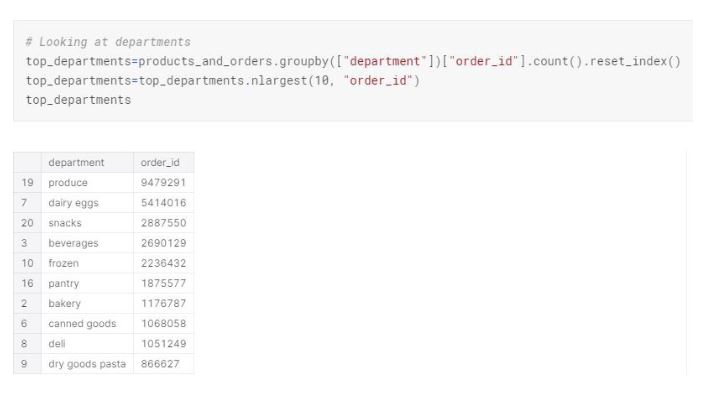 # Looking at departments
top_departments=products_and_orders.groupby(["department"])["order_id"].count().reset_index()
top_departments=top_departments.nlargest(10, "order_id")
top_departments
department order_id
19 produce 9479291
7 dairy eggs 5414016
20 snacks 2887550
3 beverages 2690129
10 frozen 2236432
16 pantry 1875577
2 bakery 1176787
6 canned goods 1068058
8 deli 1051249
9 dry goods pasta 866627